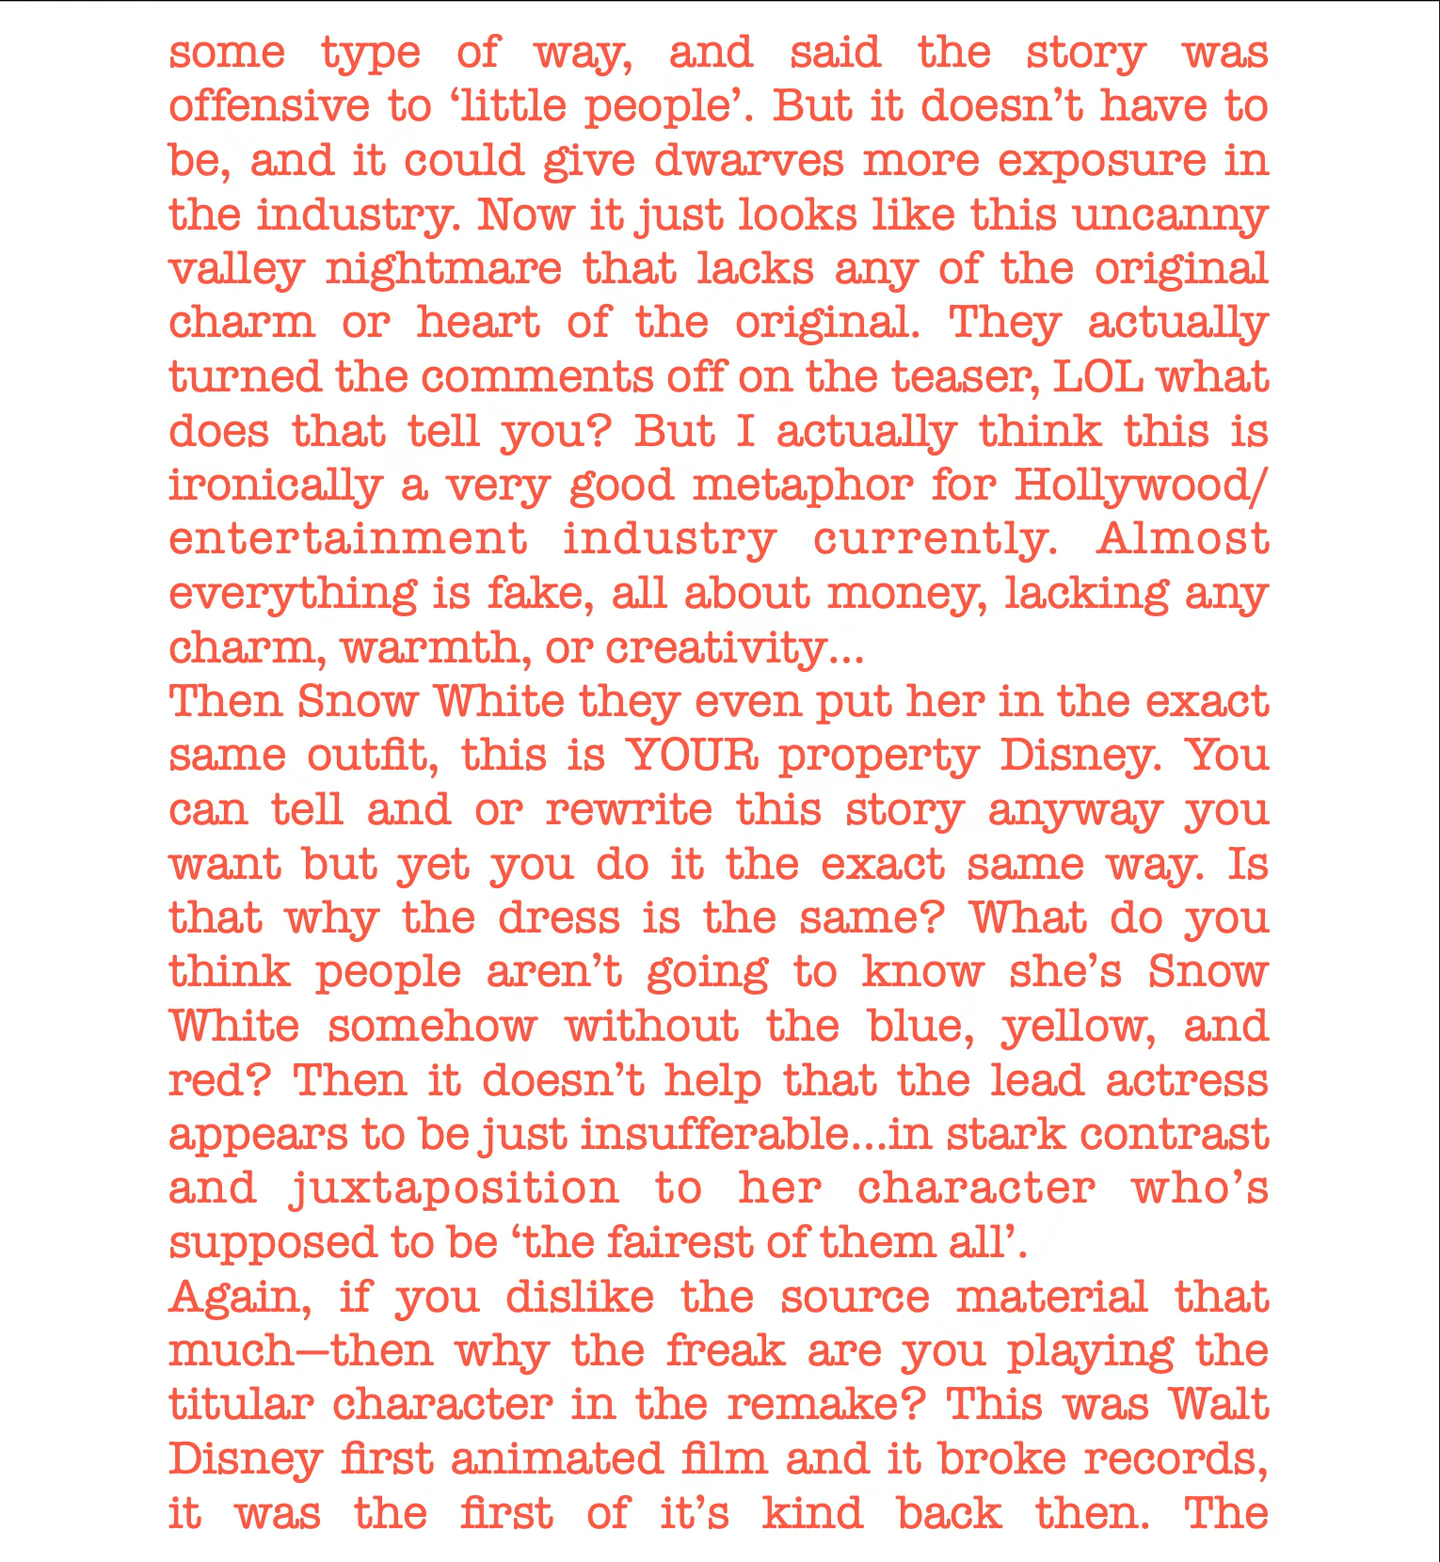 some type of way, and said the story was
offensive to ‘little people’. But it doesn’t have to
be, and it could give dwarves more exposure in
the industry. Now it just looks like this uncanny
valley nightmare that lacks any of the original
charm or heart of the original. They actually
turned the comments off on the teaser, LOL what
does that tell you? But I actually think this is
ironically a very good metaphor for Hollywood/
entertainment industry currently. Almost
everything is fake, all about money, lacking any
charm, warmth, or creativity...
Then Snow White they even put her in the exact
same outfit, this is YOUR property Disney. You
can tell and or rewrite this story anyway you
want but yet you do it the exact same way. Is
that why the dress is the same? What do you
think people aren’t going to know she’s Snow
White somehow without the blue, yellow, and
red? Then it doesn’t help that the lead actress
appears to be just insufferable...in stark contrast
and juxtaposition to her character who’s
supposed to be ‘the fairest of them all’.
Again, if you dislike the source material that
much—then why the freak are you playing the
titular character in the remake? This was Walt
Disney first animated film and it broke records,
it was the first of it’s kind back then. The